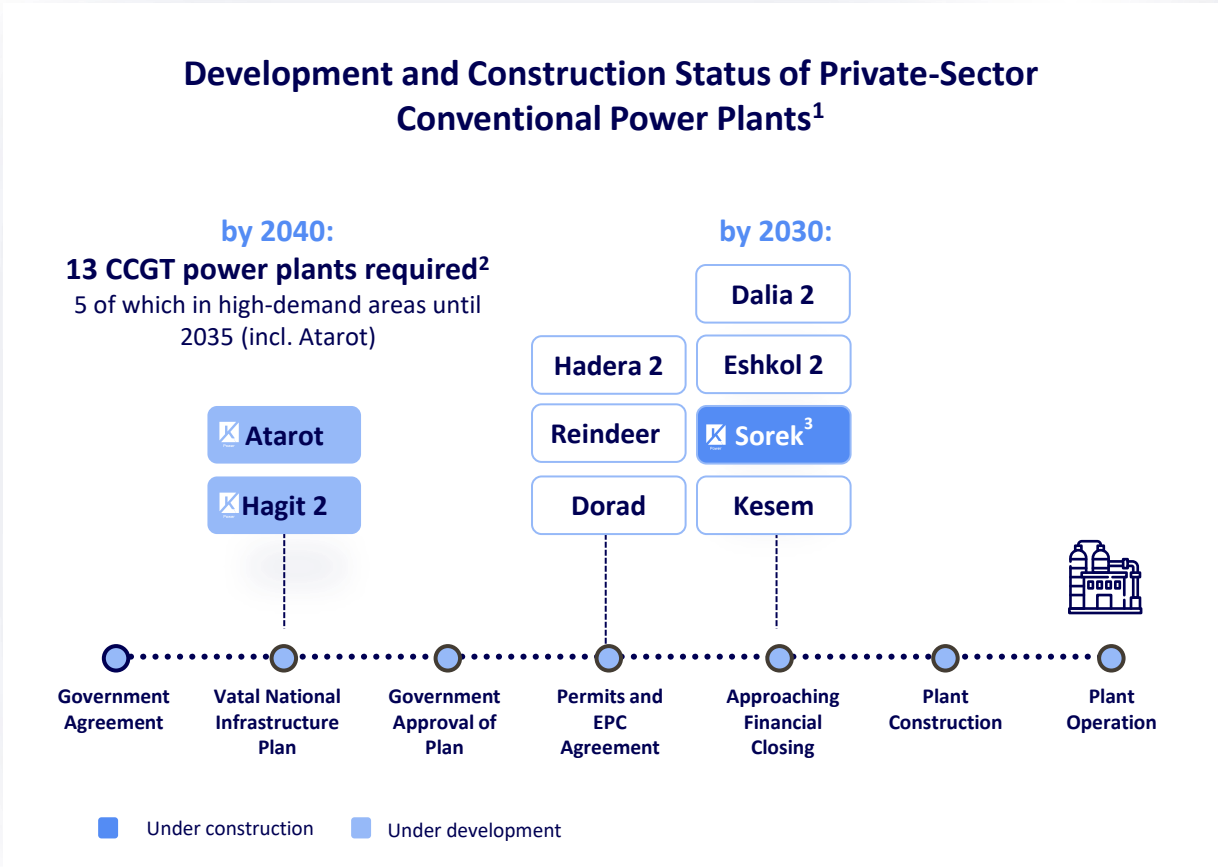 Development and Construction Status of Private-Sector
Conventional Power Plants1
by 2040:
13 CCGT power plants required2
5 of which in high-demand areas until
2035 (incl. Atarot)
by 2030:
Dalia 2
Hadera 2
Eshkol 2
K Power Atarot
Reindeer
K Power Sorek3
K Power Hagit 2
Dorad
Kesem
Government
Agreement
Vatal National
Infrastructure
Plan
Government
Approval of
Plan
Permits and
EPC
Agreement
Approaching
Financial
Closing
Plant
Construction
Plant
Operation
Under construction
Under development